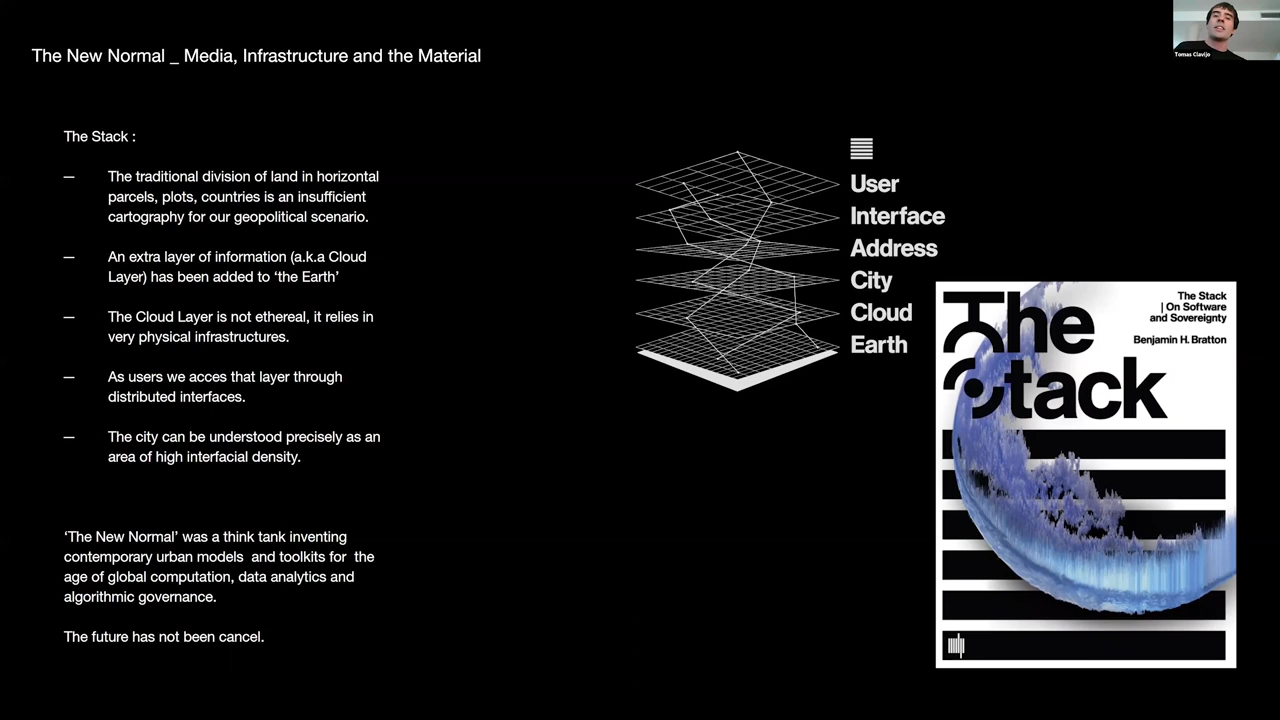 The New Normal _ Media, Infrastructure and the Material
Tomas Clavijo
The Stack :
— The traditional division of land in horizontal
parcels, plots, countries is an insufficient
cartography for our geopolitical scenario.
— An extra layer of information (a.k.a Cloud
Layer) has been added to ‘the Earth’
— The Cloud Layer is not ethereal, it relies in
very physical infrastructures.
— As users we acces that layer through
distributed interfaces.
— The city can be understood precisely as an
area of high interfacial density.
‘The New Normal’ was a think tank inventing
contemporary urban models and toolkits for the
age of global computation, data analytics and
algorithmic governance.
The future has not been cancel.
User
Interface
Address
City
Cloud
Earth
The
Stack
The Stack
| On Software
and Sovereignty
Benjamin H. Bratton